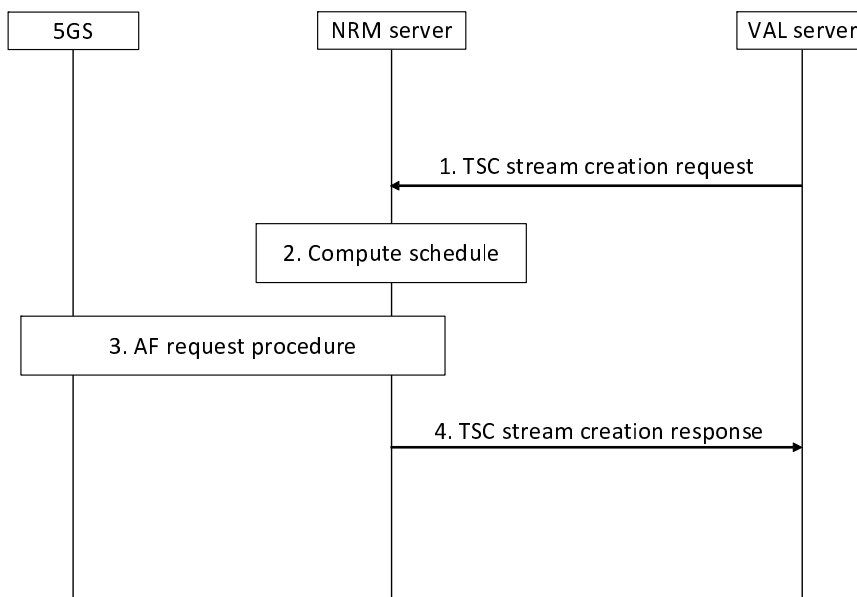 5GS
NRM server
VAL server
1. TSC stream creation request
2. Compute schedule
3. AF request procedure
4. TSC stream creation response